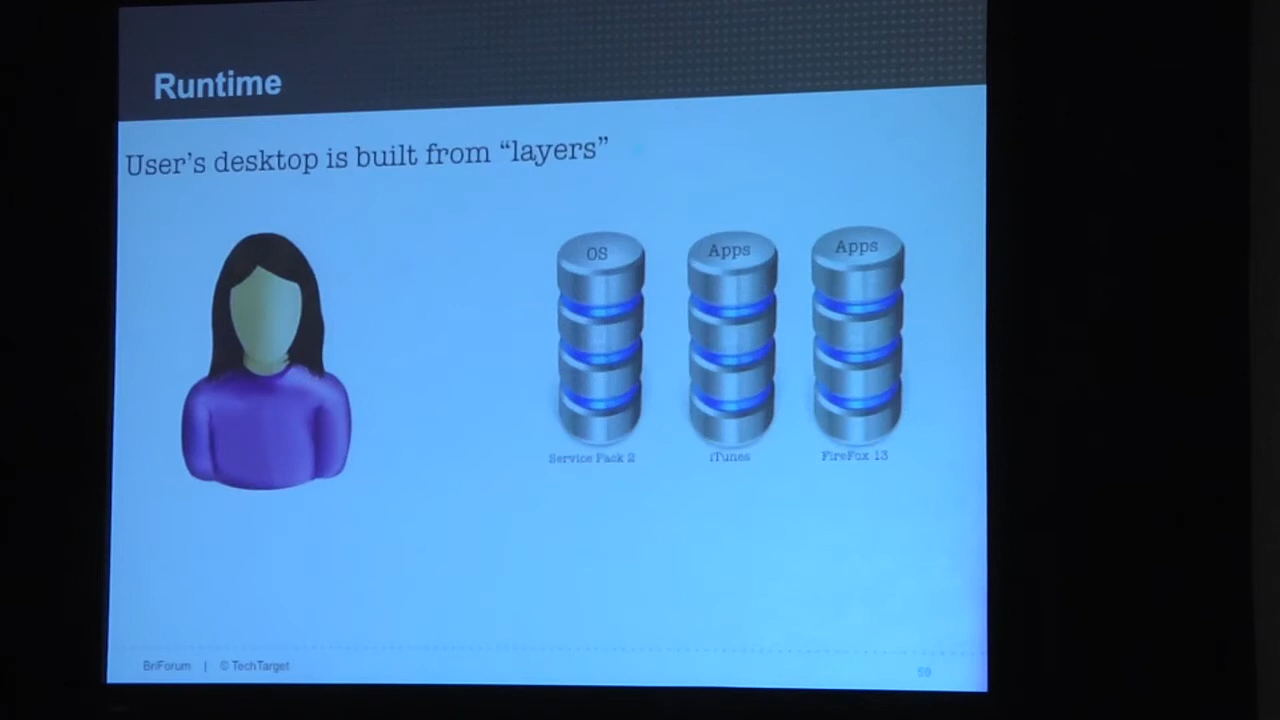 Runtime
User's desktop is built from “layers”
OS
Apps
Apps
Service Pack 2
iTunes
FireFox 13
BriForum | © TechTarget